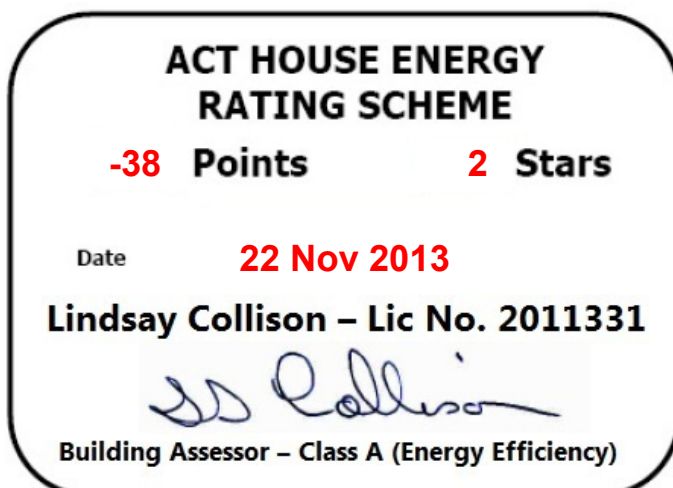 ACT HOUSE ENERGY
RATING SCHEME
-38 Points 2 Stars
Date 22 Nov 2013
Lindsay Collison – Lic No. 2011331
Building Assessor – Class A (Energy Efficiency)